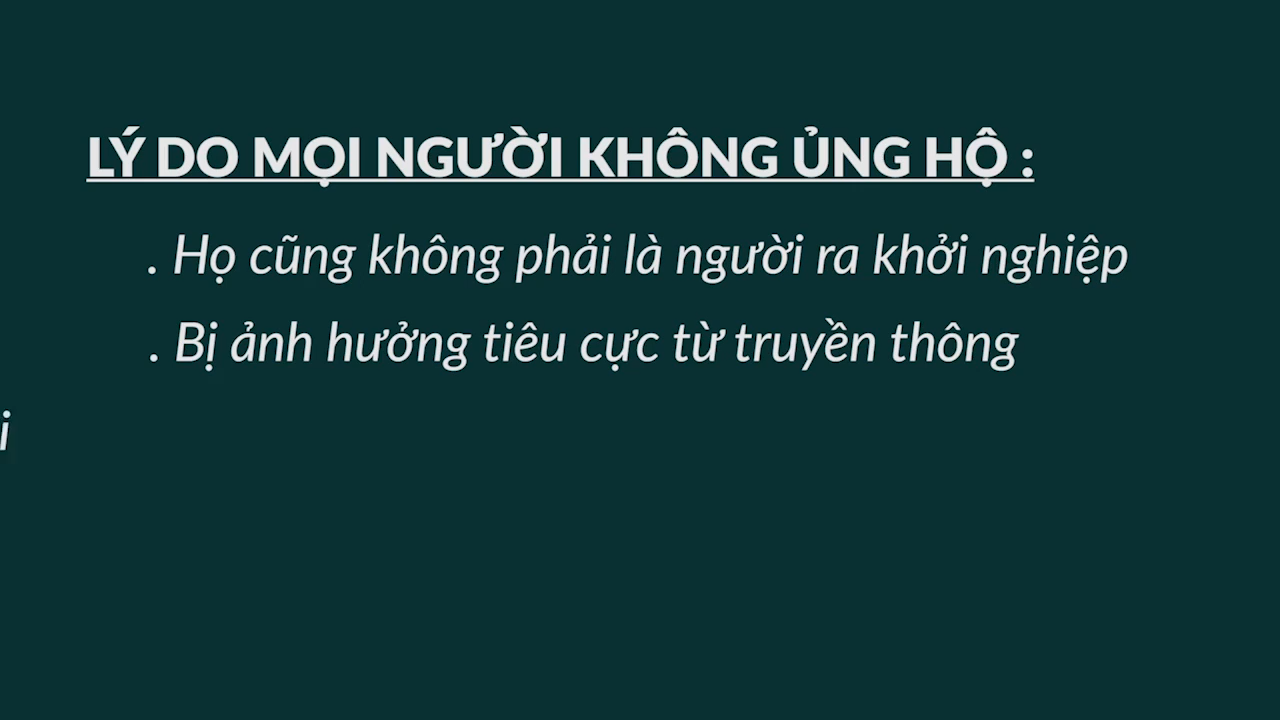 LÝ DO MỌI NGƯỜI KHÔNG ỦNG HỘ :
. Họ cũng không phải là người ra khởi nghiệp
. Bị ảnh hưởng tiêu cực từ truyền thông
i